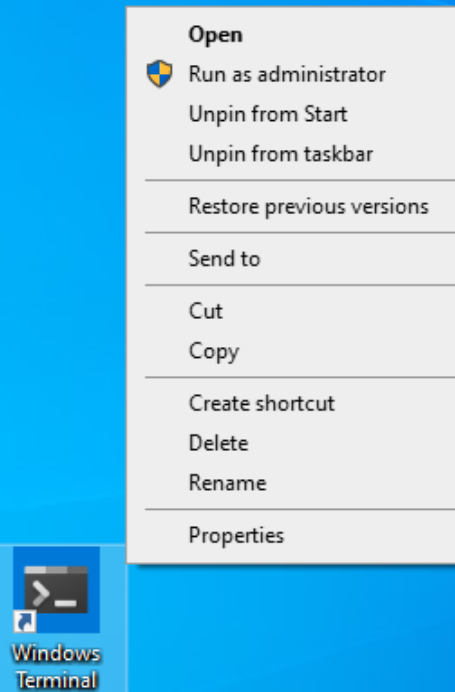 Open
Run as administrator
Unpin from Start
Unpin from taskbar
Restore previous versions
Send to
Cut
Copy
Create shortcut
Delete
Rename
Properties
Windows
Terminal